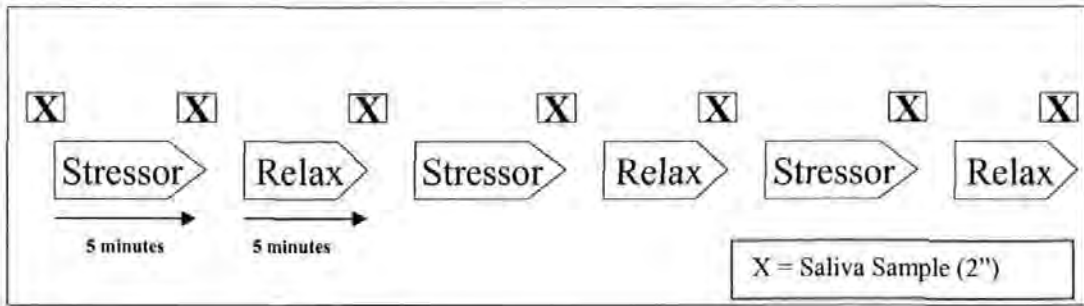 X X X X X X X
Stressor Relax Stressor Relax Stressor Relax
5 minutes 5 minutes
X = Saliva Sample (2")